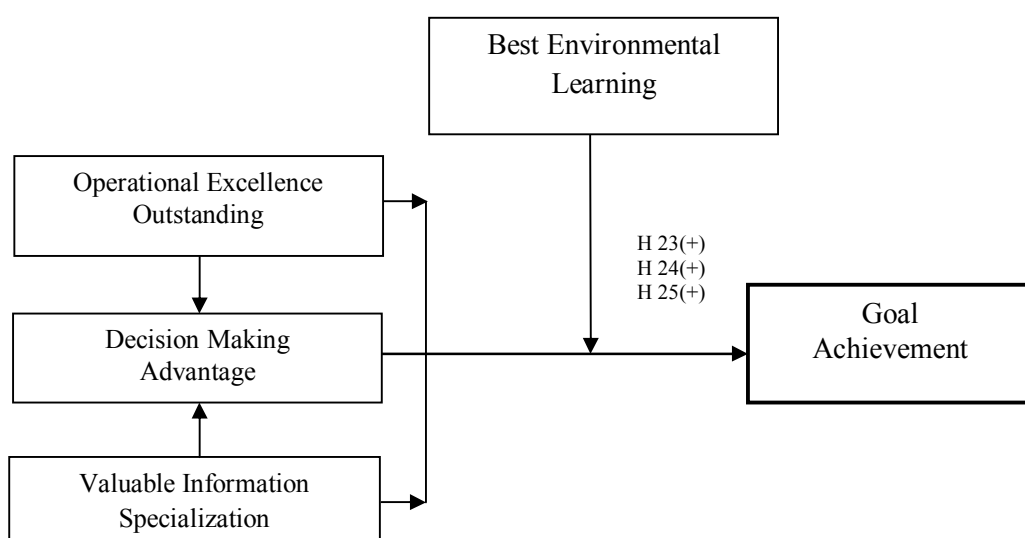 Best Environmental
Learning
Operational Excellence
Outstanding
H 23(+)
H 24(+)
H 25(+)
Goal
Achievement
Decision Making
Advantage
Valuable Information
Specialization